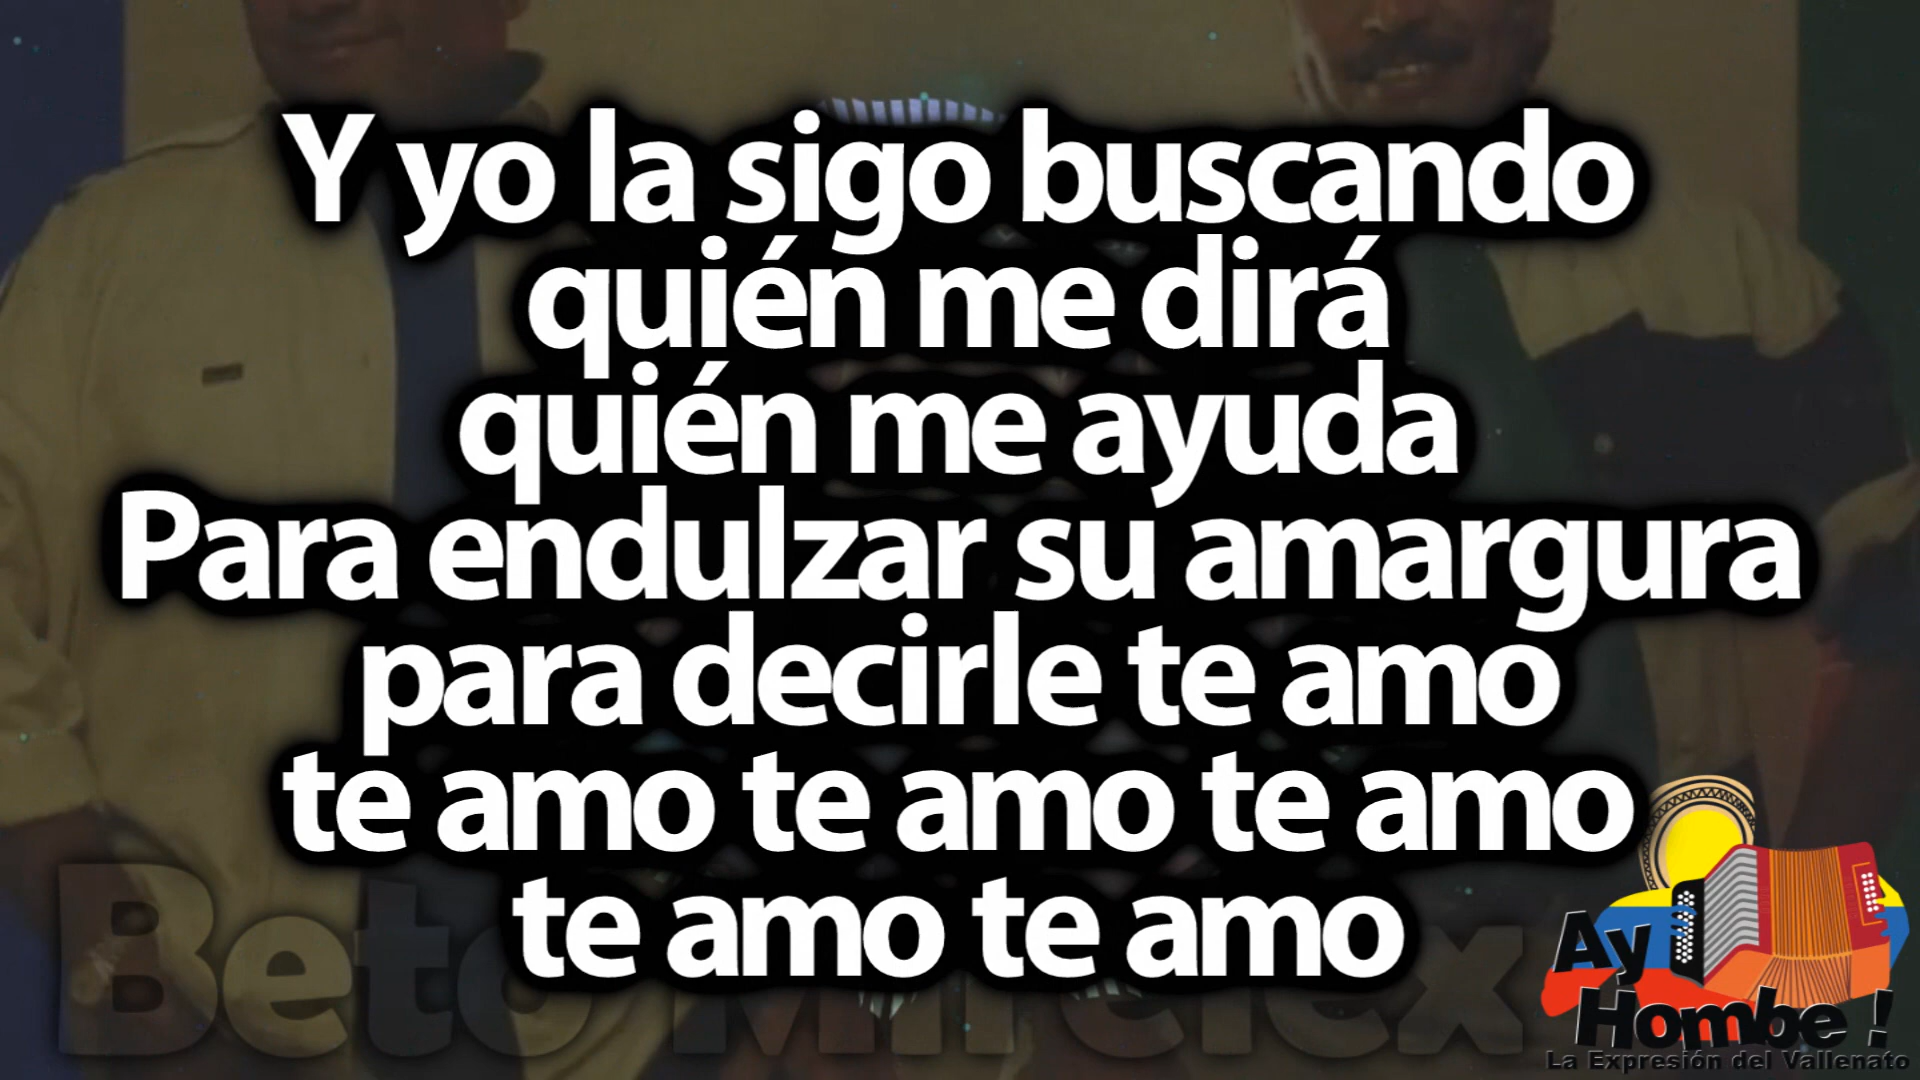 Y yo la sigo buscando
quién me dirá
quién me ayuda
Para endulzar su amargura
para decirle te amo
te amo te amo te amo
te amo te amo
Beto
Ay
Hombe !
La Expresión del Vallenato